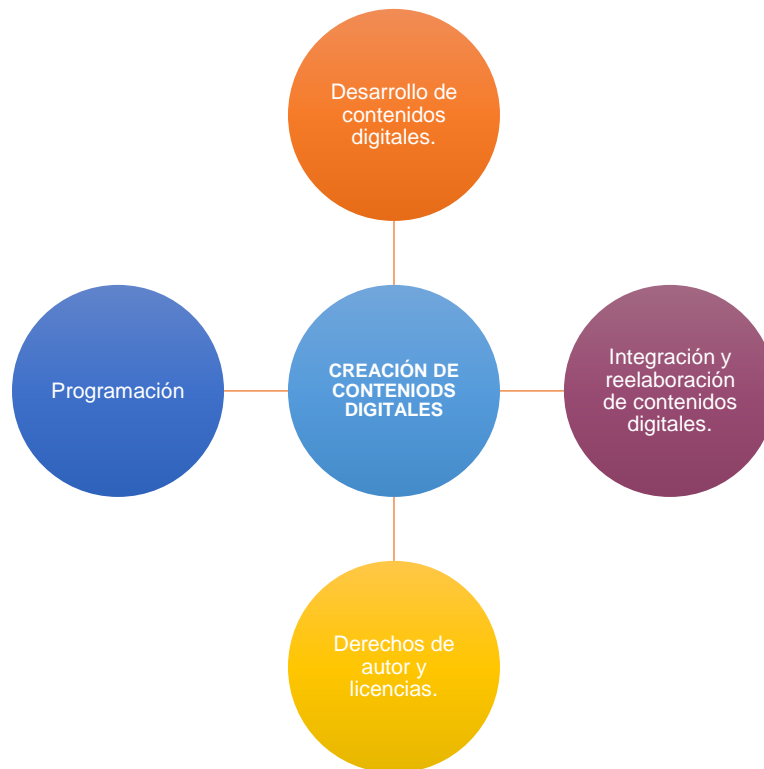 Desarrollo de
contenidos
digitales.
Programación
CREACIÓN DE
CONTENIODS
DIGITALES
Integración y
reelaboración
de contenidos
digitales.
Derechos de
autor y
licencias.